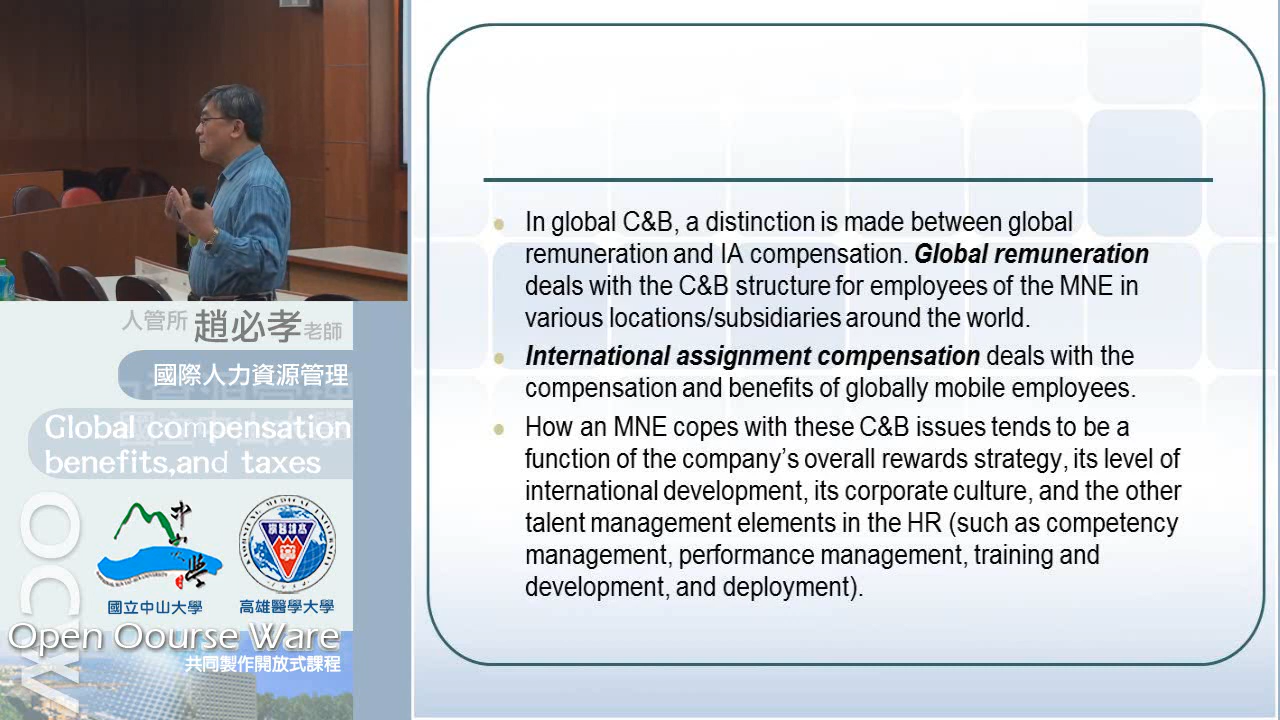 人管所 趙必孝 老師
國際人力資源管理
Global compensation
benefits,and taxes
中山大學
國立中山大學
高雄醫學大學
OCW
Open Oourse Ware
共同製作開放式課程
In global C&B, a distinction is made between global
remuneration and IA compensation. Global remuneration
deals with the C&B structure for employees of the MNE in
various locations/subsidiaries around the world.
International assignment compensation deals with the
compensation and benefits of globally mobile employees.
How an MNE copes with these C&B issues tends to be a
function of the company's overall rewards strategy, its level of
international development, its corporate culture, and the other
talent management elements in the HR (such as competency
management, performance management, training and
development, and deployment).